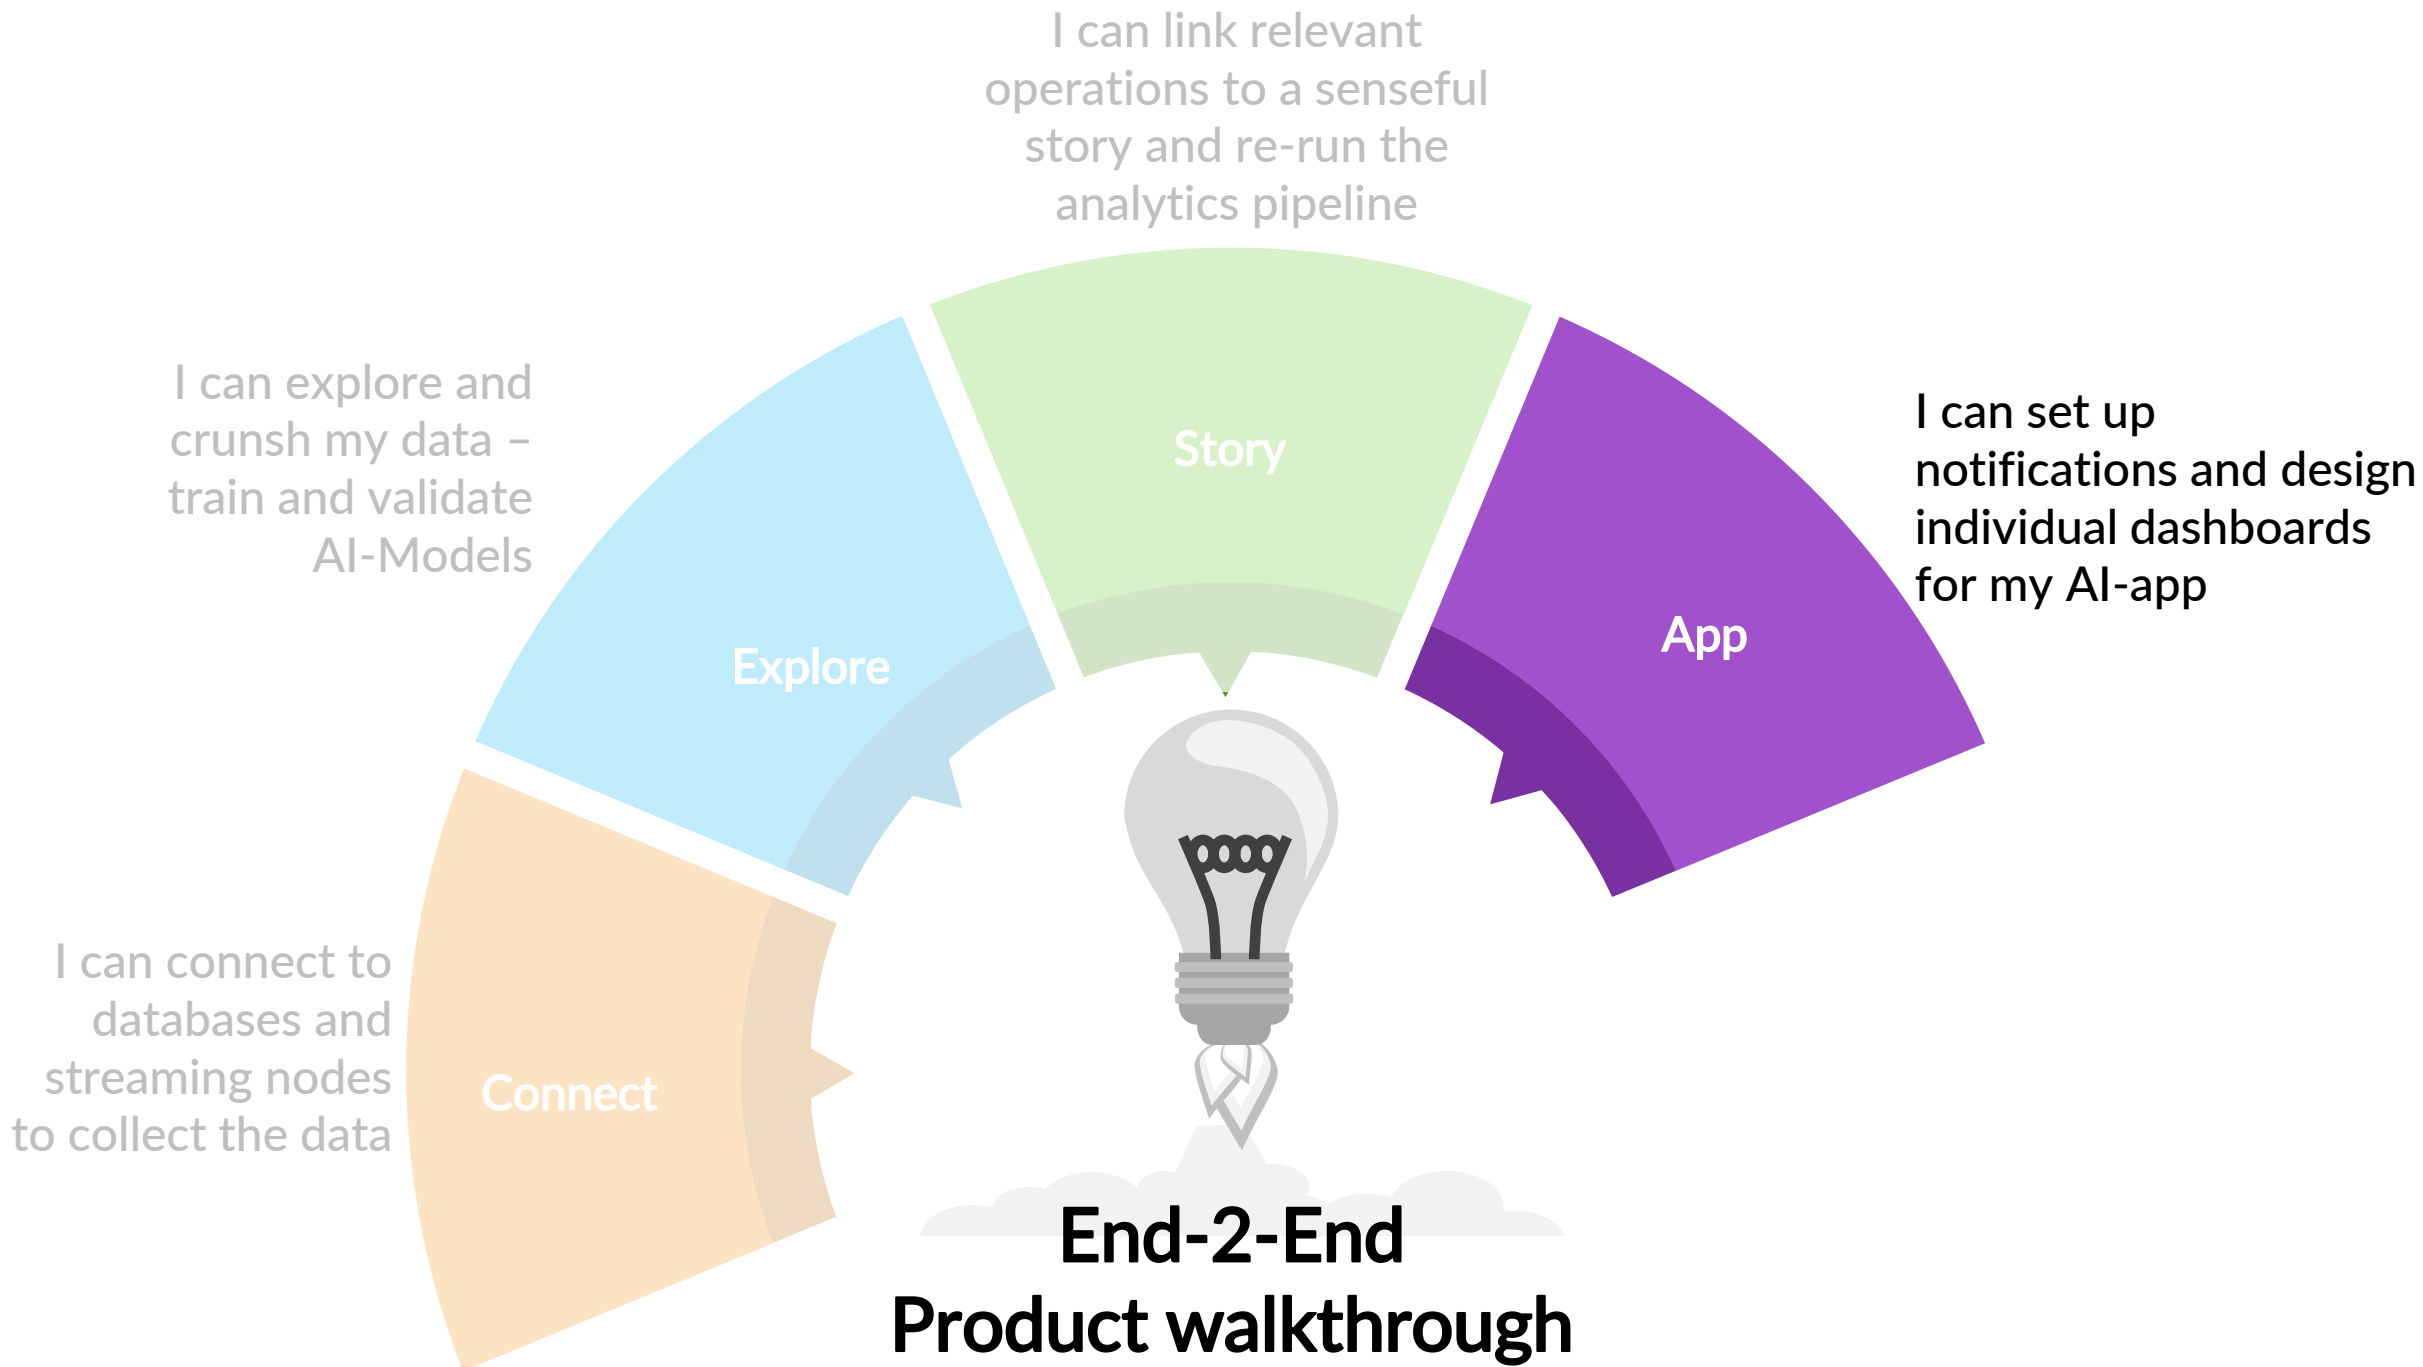 I can link relevant
operations to a senseful
story and re-run the
analytics pipeline
I can explore and
crunsh my data –
train and validate
AI-Models
I can set up
notifications and design
individual dashboards
for my AI-app
Story
App
Explore
I can connect to
databases and
streaming nodes
to collect the data
Connect
End-2-End
Product walkthrough